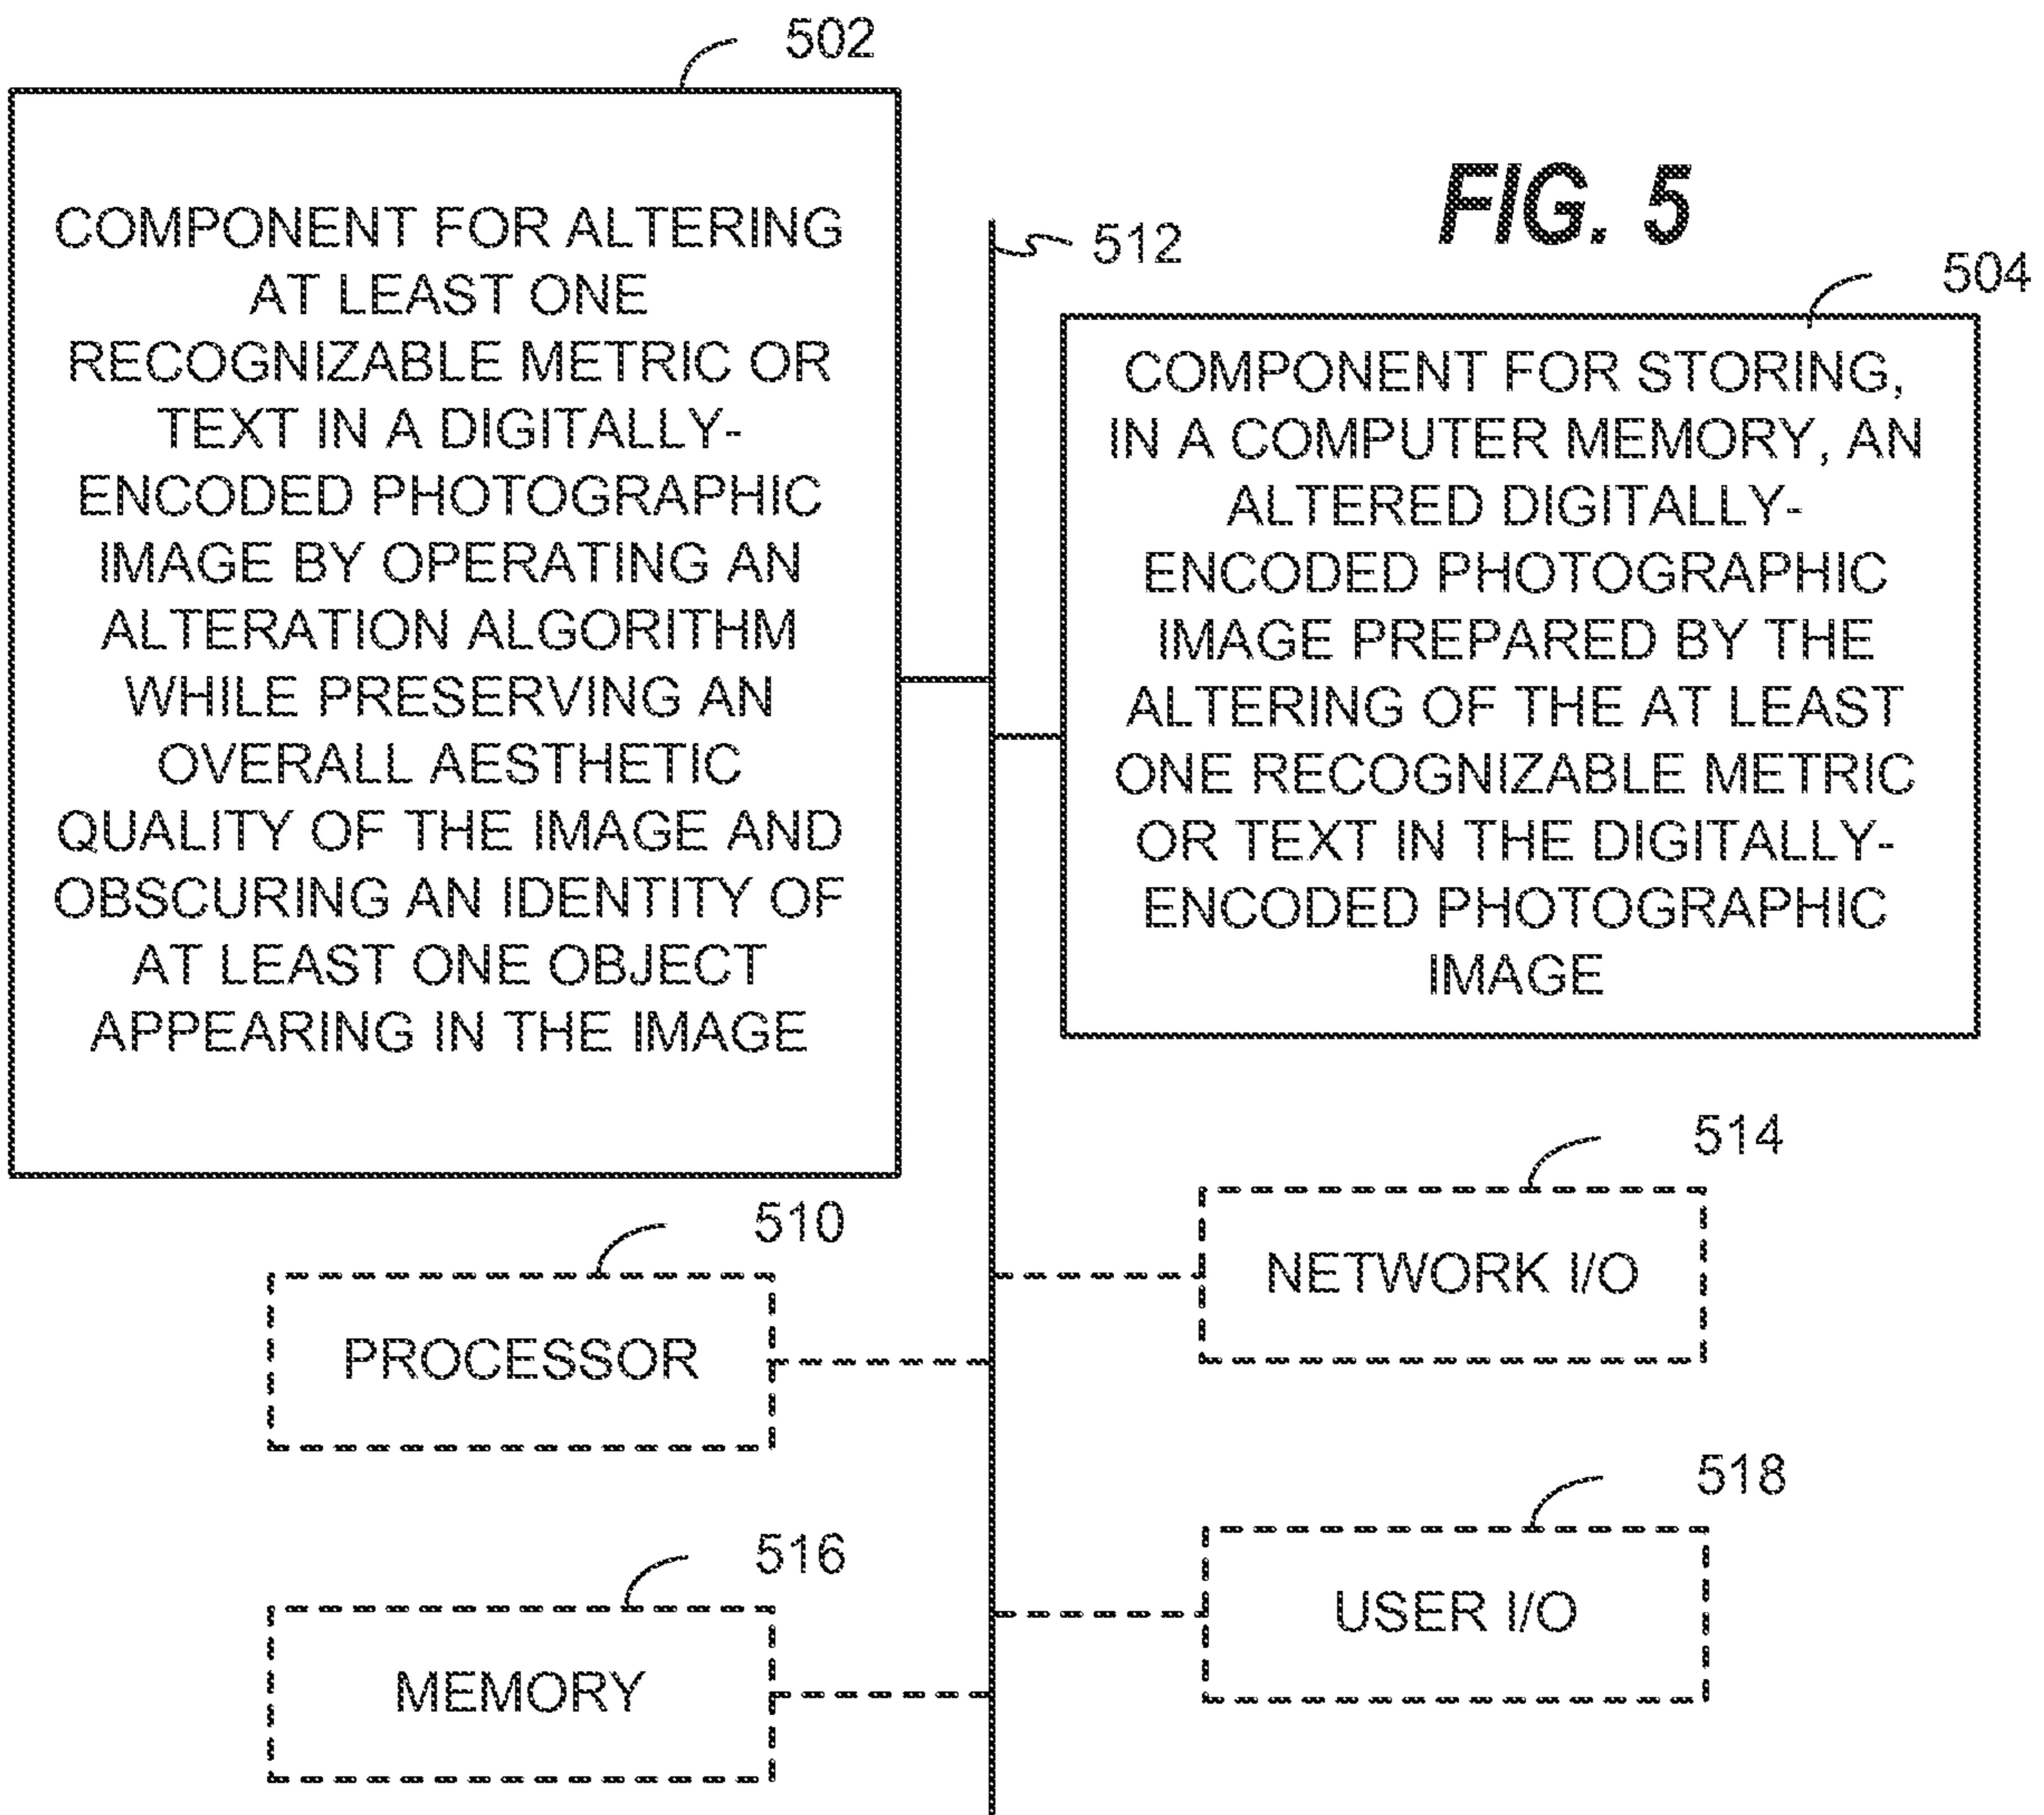 502
COMPONENT FOR ALTERING
AT LEAST ONE
RECOGNIZABLE METRIC OR
TEXT IN A DIGITALLY-
ENCODED PHOTOGRAPHIC
IMAGE BY OPERATING AN
ALTERATION ALGORITHM
WHILE PRESERVING AN
OVERALL AESTHETIC
QUALITY OF THE IMAGE AND
OBSCURING AN IDENTITY OF
AT LEAST ONE OBJECT
APPEARING IN THE IMAGE
FIG. 5
512
504
COMPONENT FOR STORING,
IN A COMPUTER MEMORY, AN
ALTERED DIGITALLY-
ENCODED PHOTOGRAPHIC
IMAGE PREPARED BY THE
ALTERING OF THE AT LEAST
ONE RECOGNIZABLE METRIC
OR TEXT IN THE DIGITALLY-
ENCODED PHOTOGRAPHIC
IMAGE
514
NETWORK I/O
510
PROCESSOR
518
USER I/O
516
MEMORY